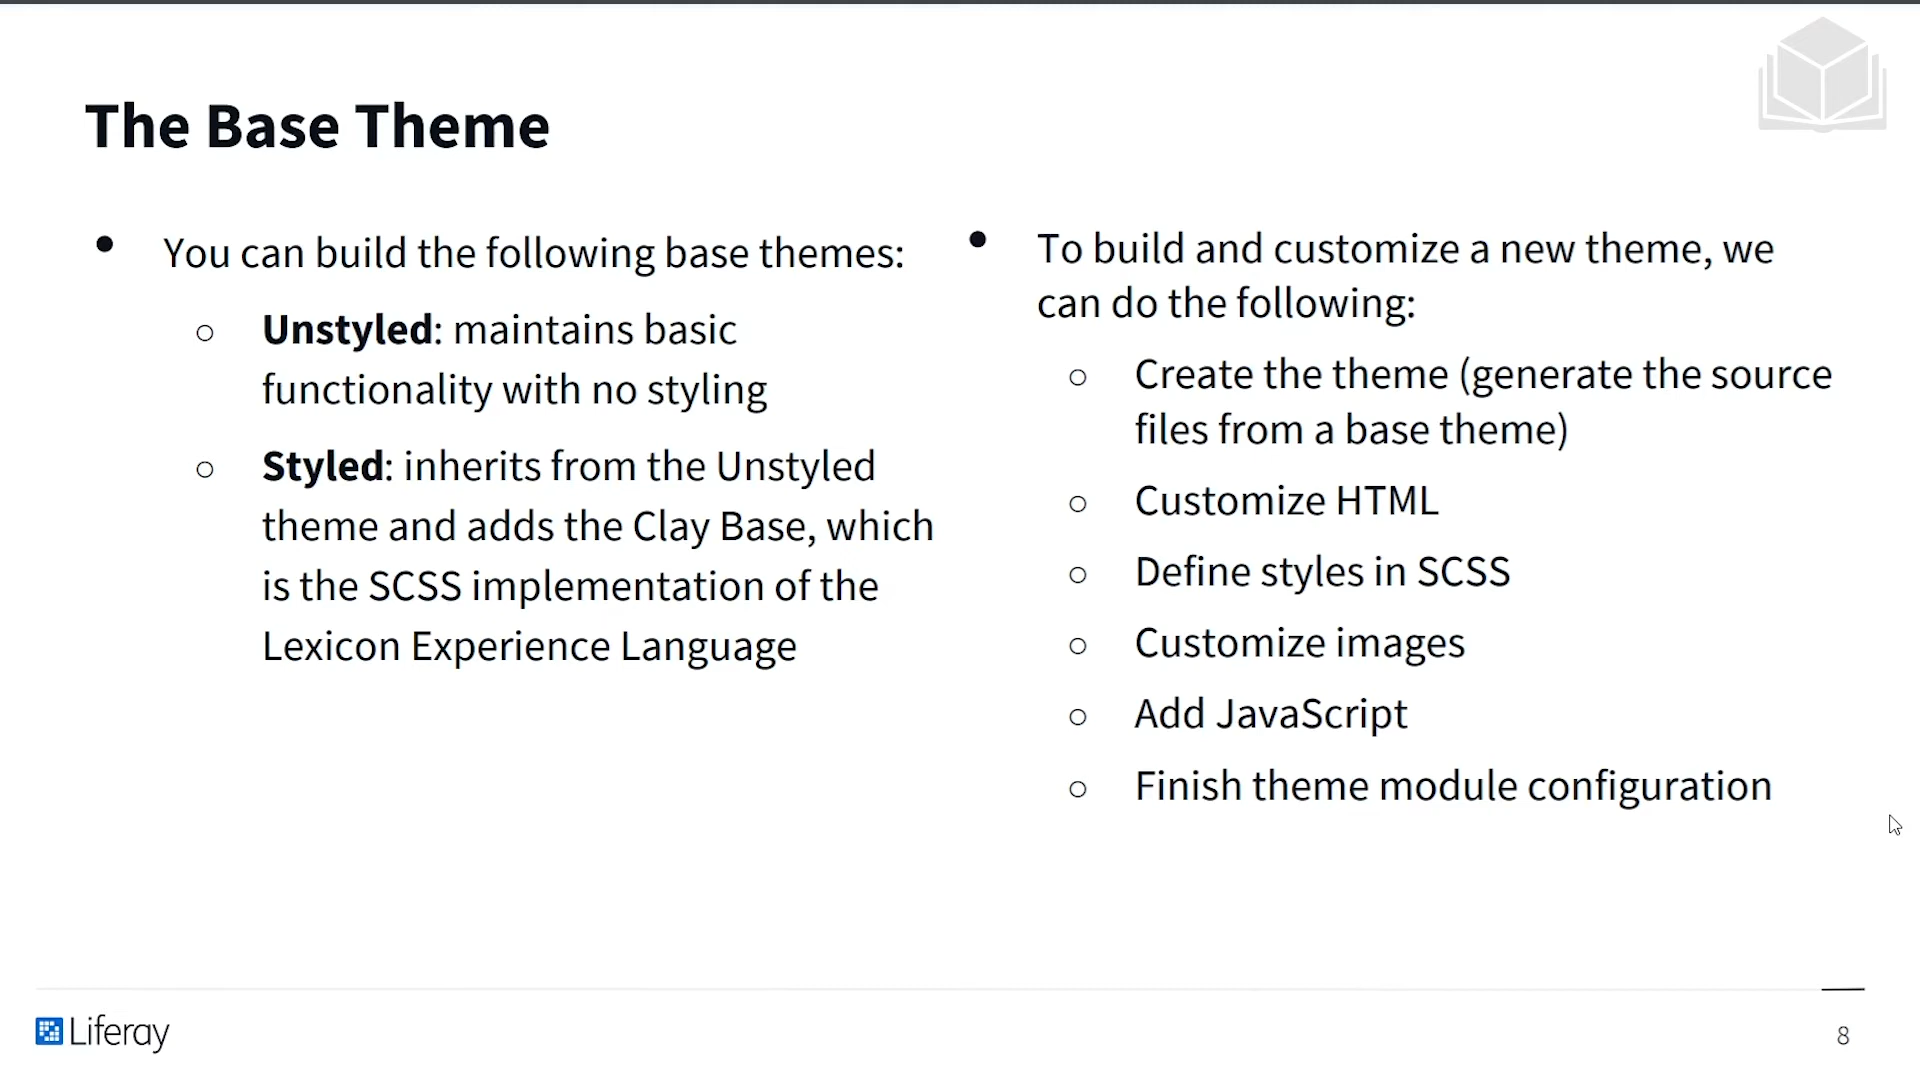 The Base Theme
● You can build the following base themes:
○ Unstyled: maintains basic
functionality with no styling
○ Styled: inherits from the Unstyled
theme and adds the Clay Base, which
is the SCSS implementation of the
Lexicon Experience Language
● To build and customize a new theme, we
can do the following:
○ Create the theme (generate the source
files from a base theme)
○ Customize HTML
○ Define styles in SCSS
○ Customize images
○ Add JavaScript
○ Finish theme module configuration
Liferay
8